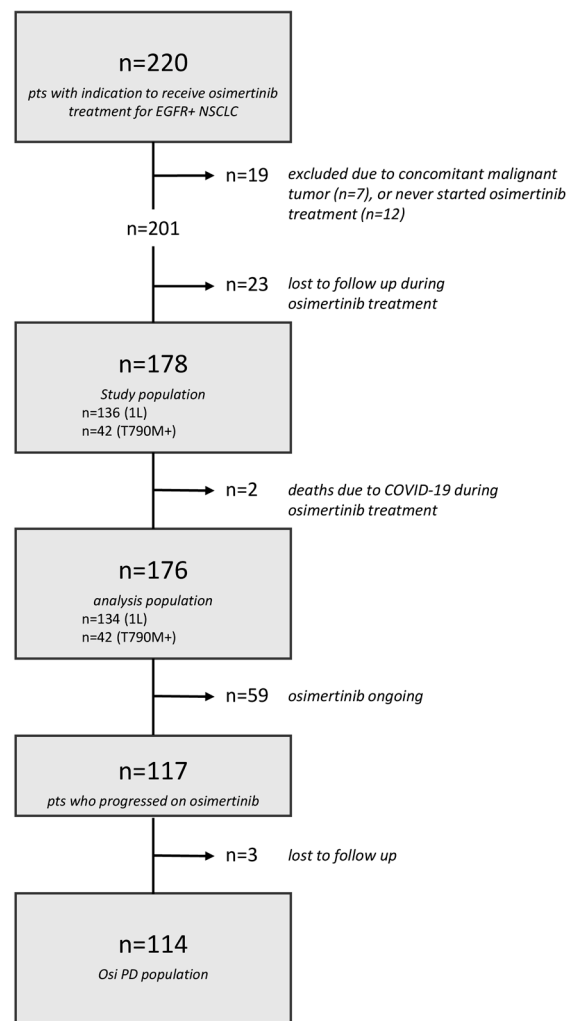 n=220
pts with indication to receive osimertinib
treatment for EGFR+ NSCLC
n=19
excluded due to concomitant malignant
tumor (n=7), or never started osimertinib
treatment (n=12)
n=201
n=23
lost to follow up during
osimertinib treatment
n=178
Study population
n=136 (1L)
n=42 (T790M+)
n=2
deaths due to COVID-19 during
osimertinib treatment
n=176
analysis population
n=134 (1L)
n=42 (T790M+)
n=59
osimertinib ongoing
n=117
pts who progressed on osimertinib
n=3
lost to follow up
n=114
Osi PD population